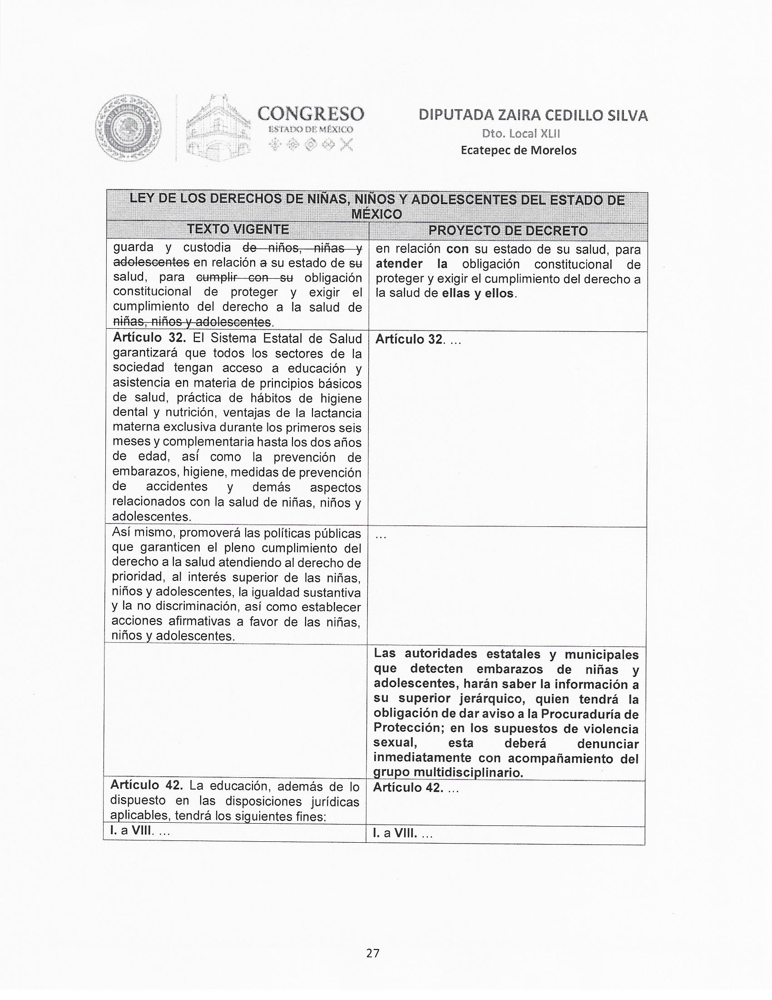 CONGRESO
ESTADO DE MÉXICO
DIPUTADA ZAIRA CEDILLO SILVA
Dto. Local XLII
Ecatepec de Morelos
LEY DE LOS DERECHOS DE NIÑAS, NIÑOS Y ADOLESCENTES DEL ESTADO DE
MÉXICO
TEXTO VIGENTE
PROYECTO DE DECRETO
guarda y custodia de niños, niñas y
adolescentes en relación a su estado de su
salud, para cumplir con su obligación
constitucional de proteger y exigir el
cumplimiento del derecho a la salud de
niñas, niños y adolescentes.
en relación con su estado de su salud, para
atender la obligación constitucional de
proteger y exigir el cumplimiento del derecho a
la salud de ellas y ellos.
Artículo 32. El Sistema Estatal de Salud
garantizará que todos los sectores de la
sociedad tengan acceso a educación y
asistencia en materia de principios básicos
de salud, práctica de hábitos de higiene
dental y nutrición, ventajas de la lactancia
materna exclusiva durante los primeros seis
meses y complementaria hasta los dos años
de edad, así como la prevención de
embarazos, higiene, medidas de prevención
de accidentes y demás aspectos
relacionados con la salud de niñas, niños y
adolescentes.
Artículo 32. ...
Así mismo, promoverá las políticas públicas
que garanticen el pleno cumplimiento del
derecho a la salud atendiendo al derecho de
prioridad, al interés superior de las niñas,
niños y adolescentes, la igualdad sustantiva
y la no discriminación, así como establecer
acciones afirmativas a favor de las niñas,
niños y adolescentes.
...
Las autoridades estatales y municipales
que detecten embarazos de niñas y
adolescentes, harán saber la información a
su superior jerárquico, quien tendrá la
obligación de dar aviso a la Procuraduría de
Protección; en los supuestos de violencia
sexual, esta deberá denunciar
inmediatamente con acompañamiento del
grupo multidisciplinario.
Artículo 42. La educación, además de lo
dispuesto en las disposiciones jurídicas
aplicables, tendrá los siguientes fines:
Artículo 42. ...
I. a VIII. ...
I. a VIII. ...
27